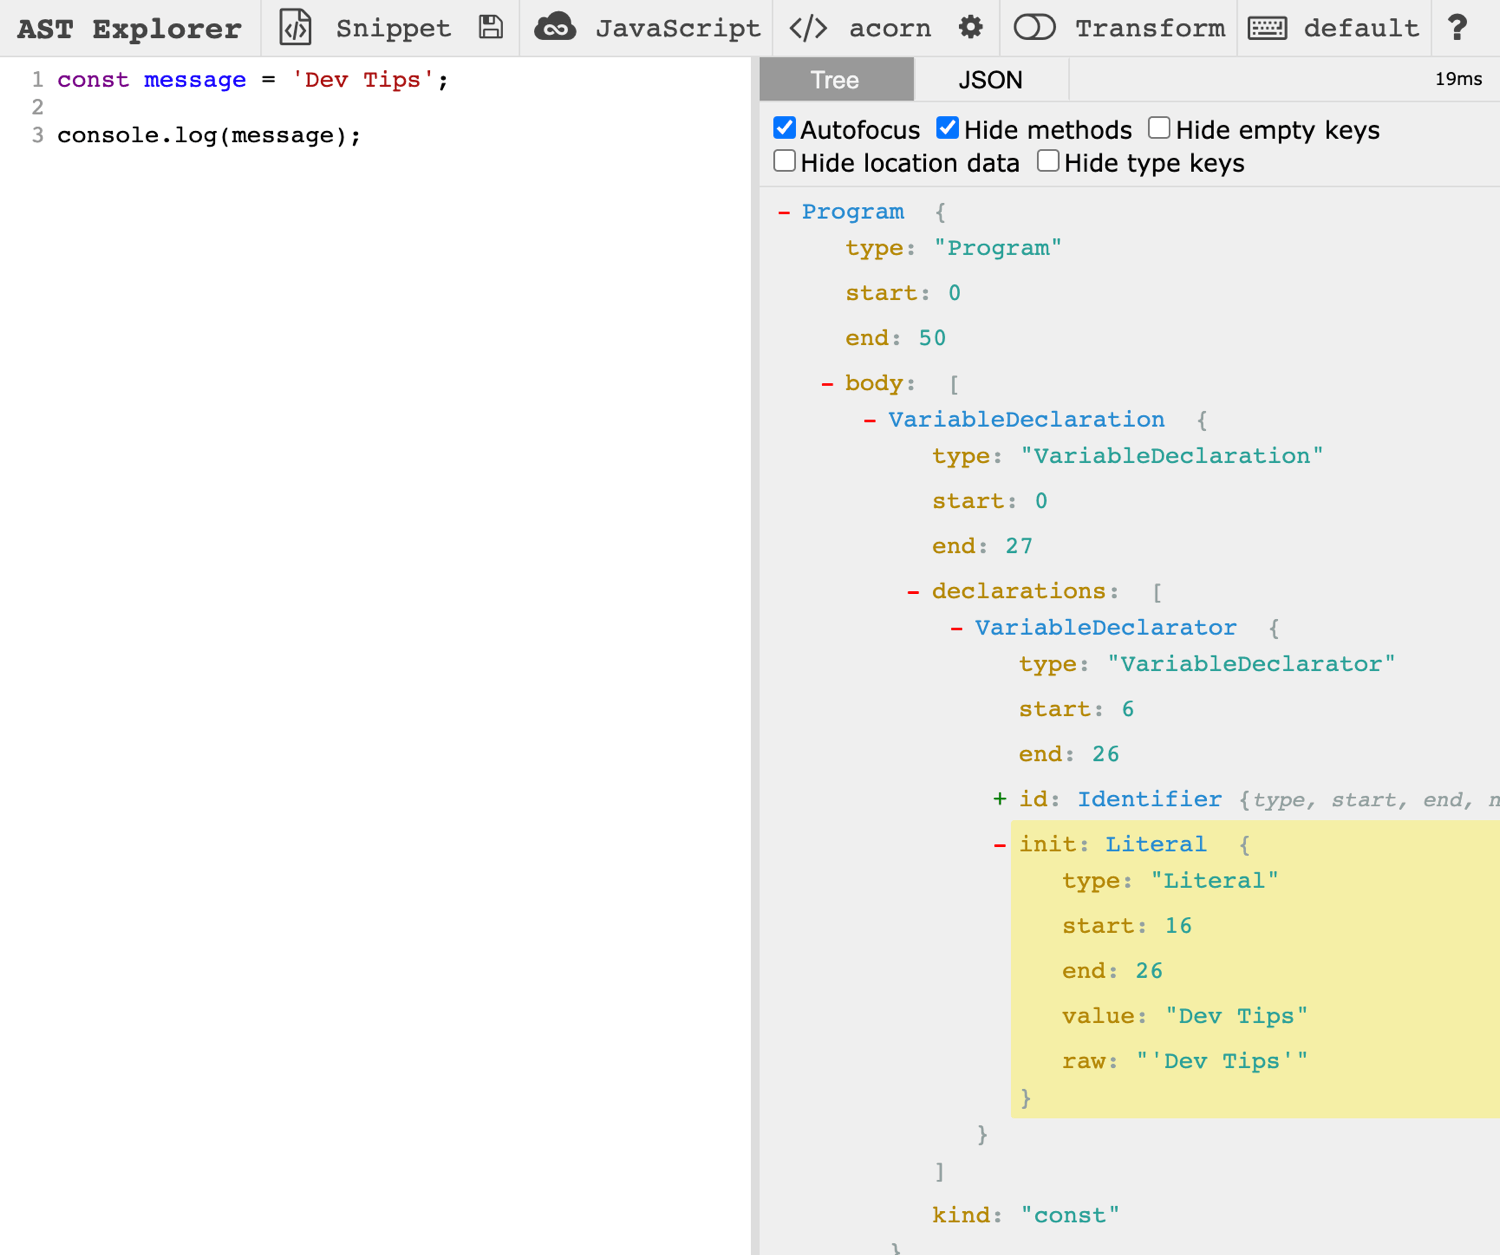 AST Explorer </> Snippet JavaScript </> acorn Transform default ?
1 const message = 'Dev Tips';
2
3 console.log(message);
Tree JSON 19ms
Autofocus Hide methods Hide empty keys
Hide location data Hide type keys
- Program {
type: "Program"
start: 0
end: 50
- body: [
- VariableDeclaration {
type: "VariableDeclaration"
start: 0
end: 27
- declarations: [
- VariableDeclarator {
type: "VariableDeclarator"
start: 6
end: 26
+ id: Identifier {type, start, end, n
- init: Literal {
type: "Literal"
start: 16
end: 26
value: "Dev Tips"
raw: "'Dev Tips'"
}
}
]
kind: "const"
}